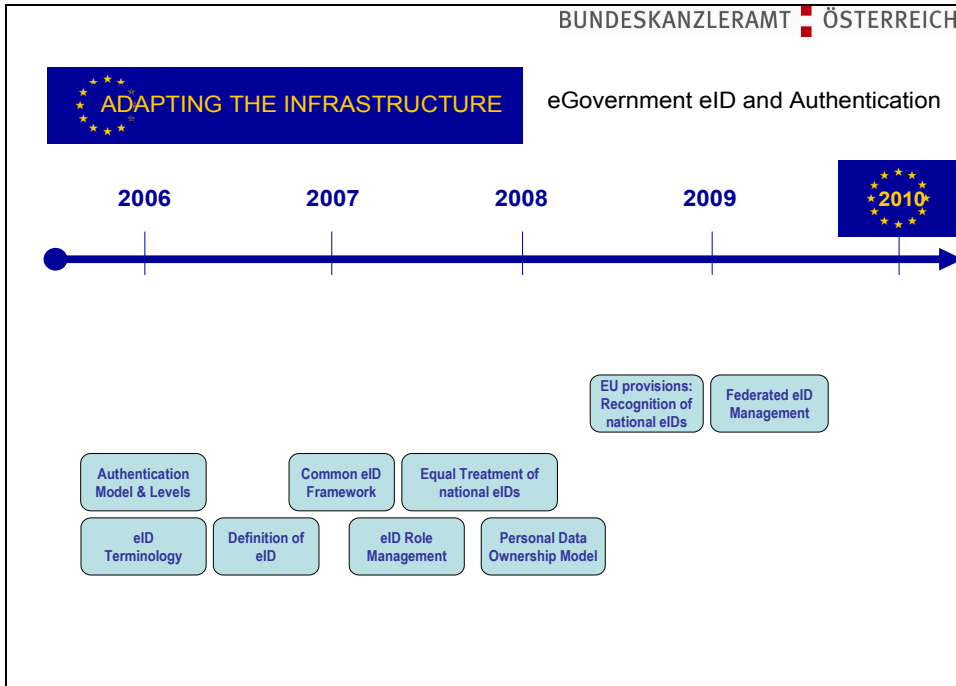 BUNDESKANZLERAMT ÖSTERREICH
ADAPTING THE INFRASTRUCTURE
eGovernment eID and Authentication
2006 2007 2008 2009 2010
EU provisions:
Recognition of
national eIDs
Federated eID
Management
Authentication
Model & Levels
Common eID
Framework
Equal Treatment of
national eIDs
eID
Terminology
Definition of
eID
eID Role
Management
Personal Data
Ownership Model